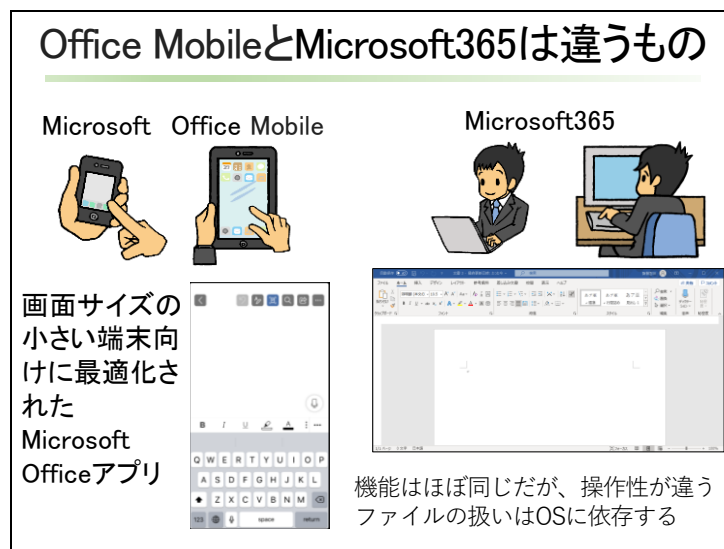 Office MobileとMicrosoft365は違うもの
Microsoft Office Mobile
Microsoft365
画面サイズの
小さい端末向
けに最適化さ
れた
Microsoft
Officeアプリ
B I U A
Q W E R T Y U I O P
A S D F G H J K L
Z X C V B N M
123 space return
機能はほぼ同じだが、操作性が違う
ファイルの扱いはOSに依存する